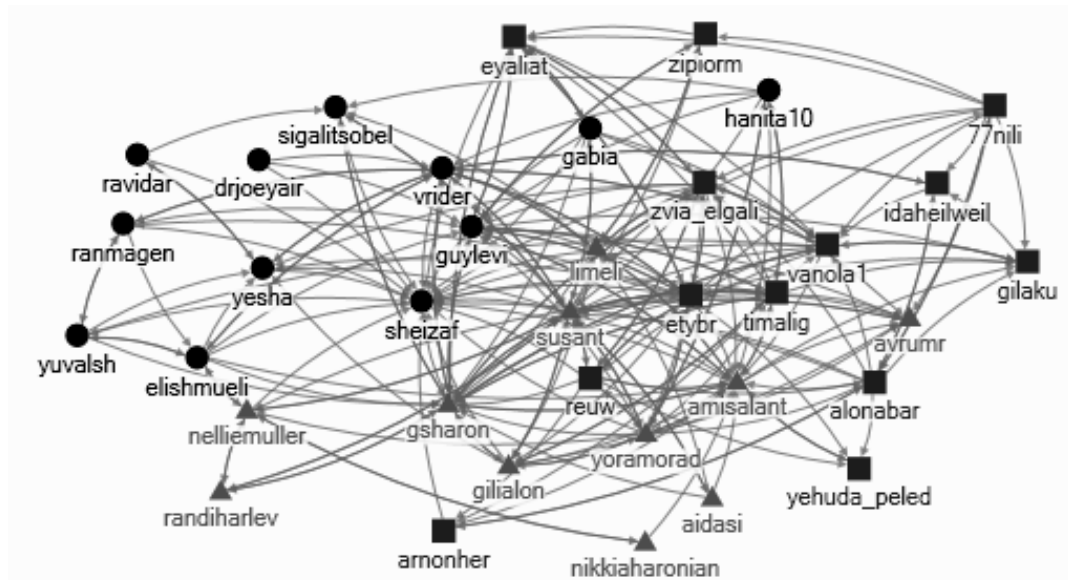 eyaliat
zipiorm
hanita10
77nili
sigalitsobel
gabia
ravidar
drjoeyair
vrider
zvia_elgali
idaheilweil
ranmagen
guylevi
limeli
vanola1
gilaku
yesha
sheizaf
susant
etybr
timalig
avrumr
yuvalsh
elishmueli
reuw
amisalant
alonabar
nelliemuller
gsharon
yoramorad
gilialon
yehuda_peled
randiharlev
aidasi
arnonher
nikkiaharonian